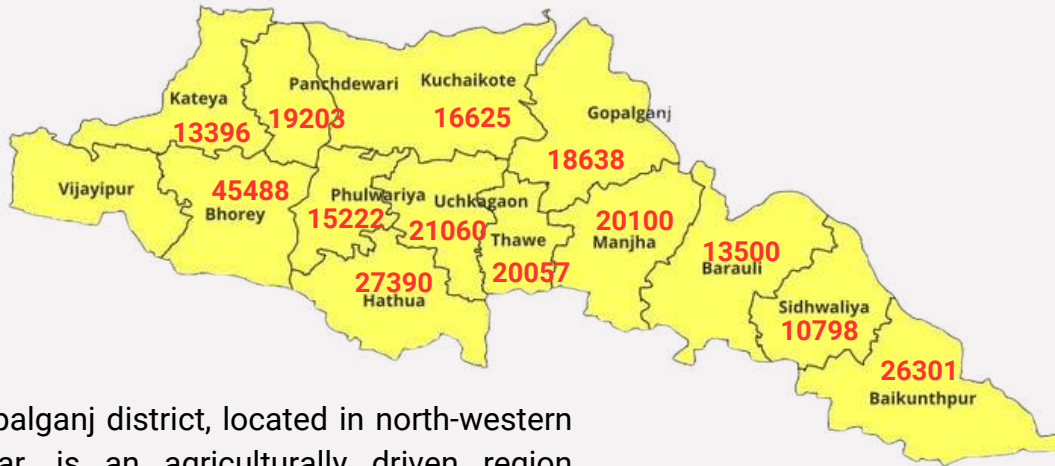 Panchdewari
Kuchaikote
Kateya
Gopalganj
19203
16625
13396
18638
Vijayipur
45488
Bhorey
Phulwariya
15222
Uchkagaon
21060
Thawe
20057
20100
Manjha
13500
Barauli
27390
Hathua
Sidhwaliya
10798
26301
Baikunthpur
palganj district, located in north-western
is an agriculturally driven region